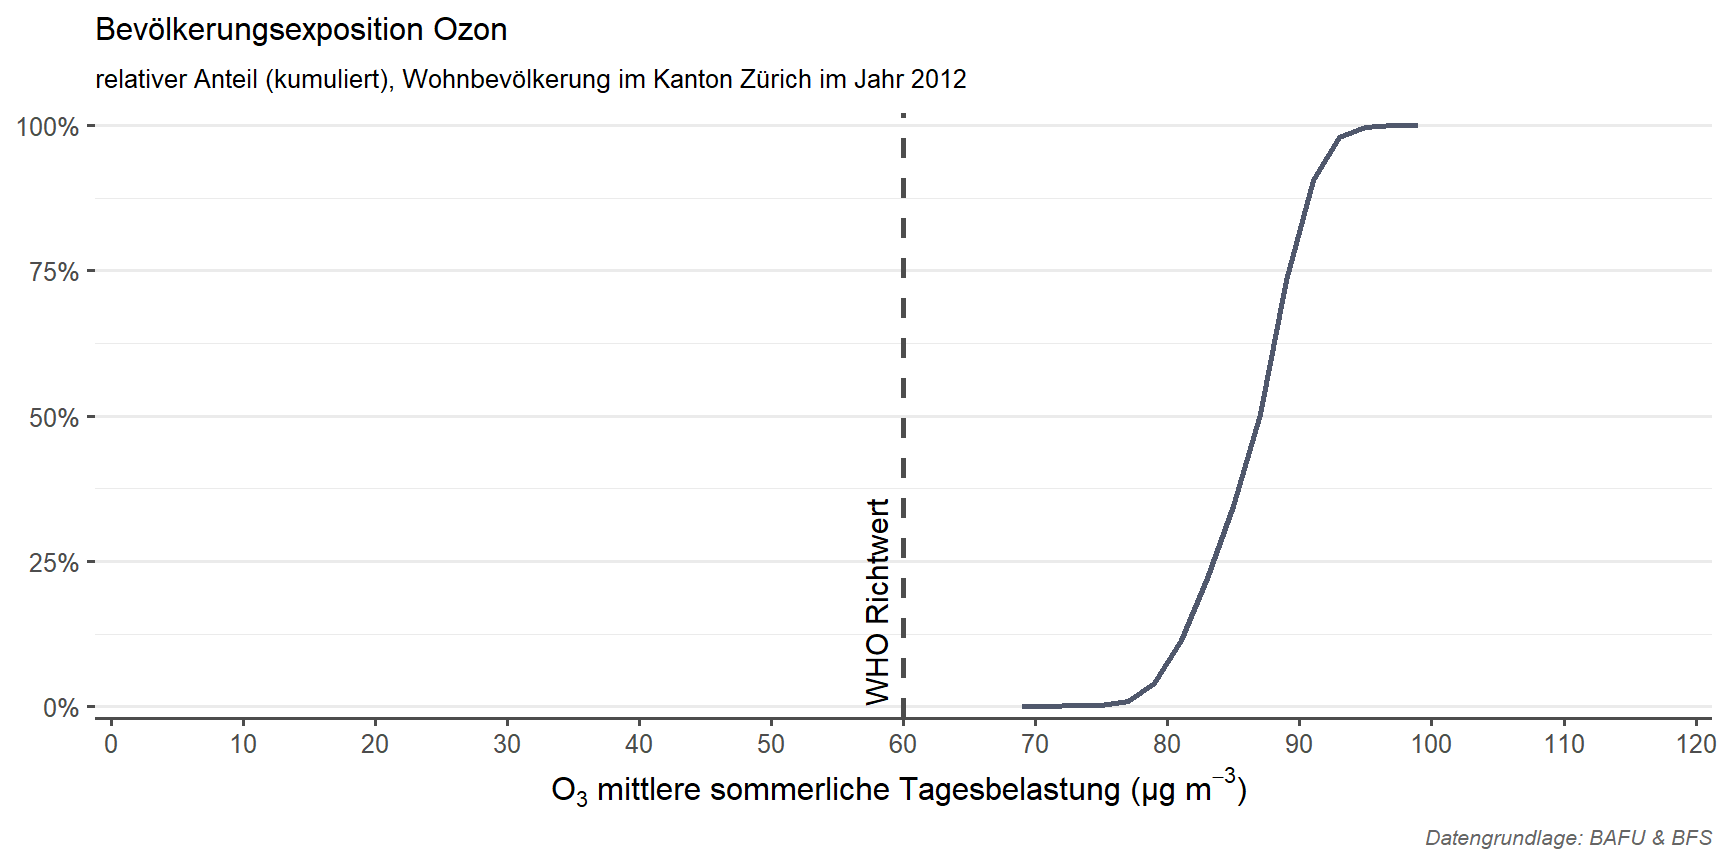 Bevölkerungsexposition Ozon
relativer Anteil (kumuliert), Wohnbevölkerung im Kanton Zürich im Jahr 2012
100%
75%
50%
25%
0%
WHO Richtwert
0 10 20 30 40 50 60 70 80 90 100 110 120
O₃ mittlere sommerliche Tagesbelastung (µg m⁻³)
Datengrundlage: BAFU & BFS